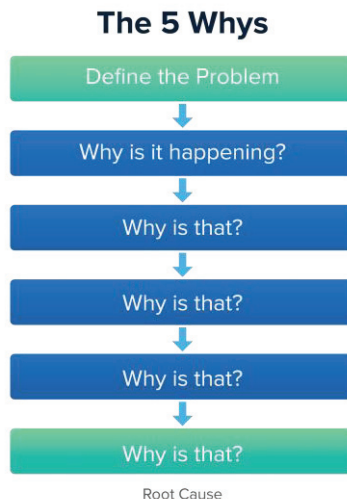 The 5 Whys
Define the Problem
Why is it happening?
Why is that?
Why is that?
Why is that?
Why is that?
Root Cause